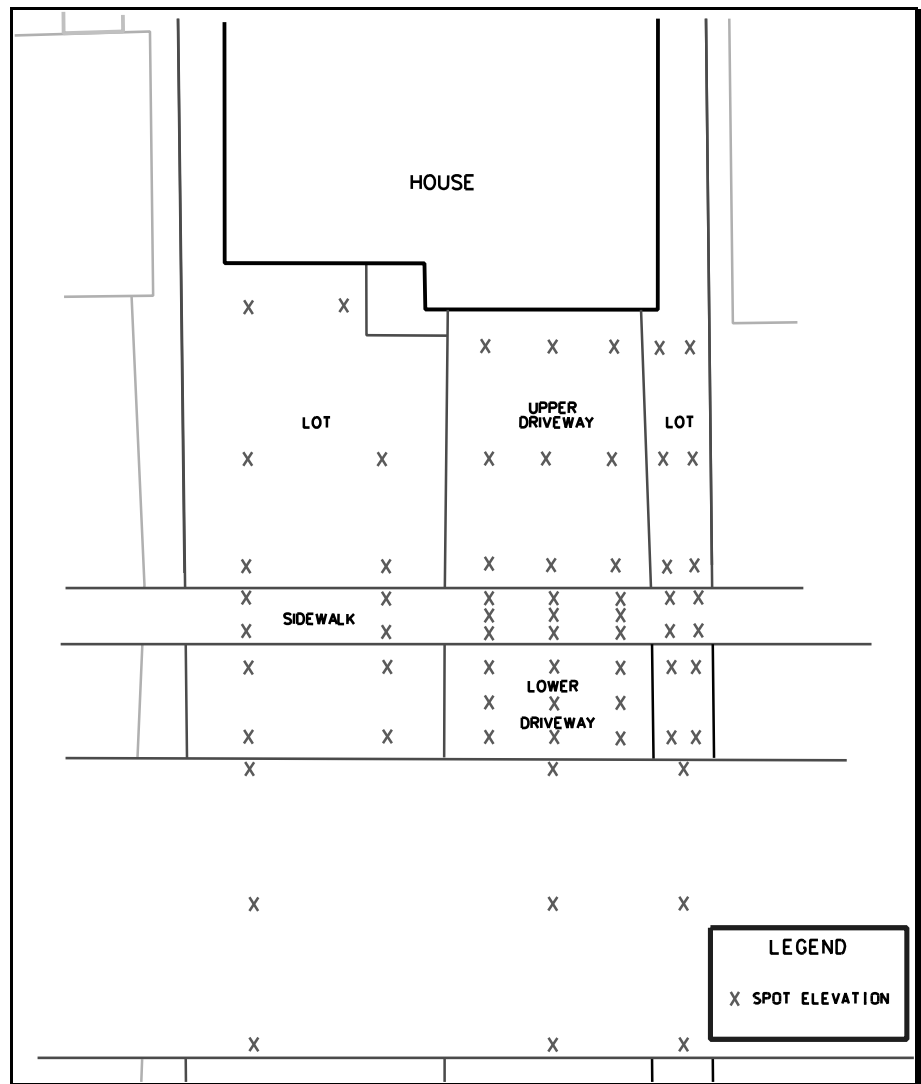 HOUSE
LOT
UPPER
DRIVEWAY
LOT
SIDEWALK
LOWER
DRIVEWAY
LEGEND
X SPOT ELEVATION